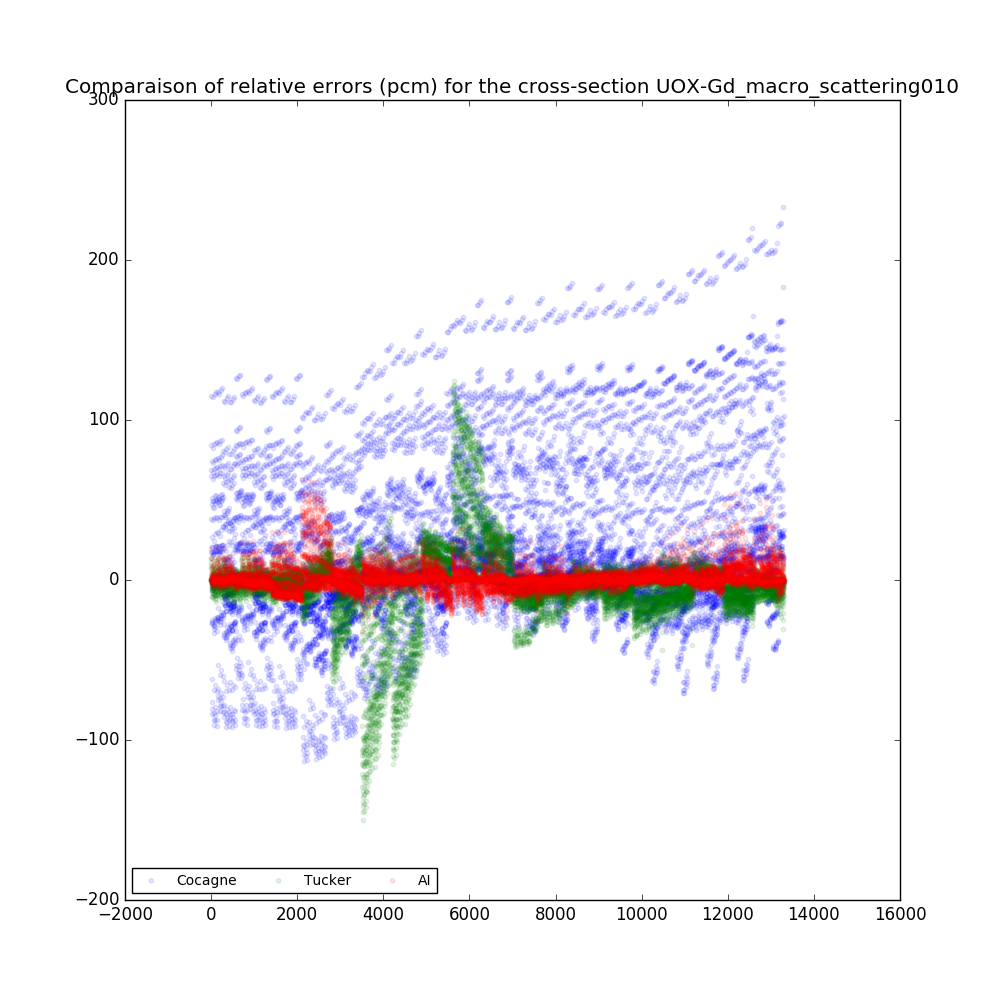 Comparaison of relative errors (pcm) for the cross-section UOX-Gd_macro_scattering010
300
200
100
0
−100
−200
Cocagne Tucker AI
−2000 0 2000 4000 6000 8000 10000 12000 14000 16000